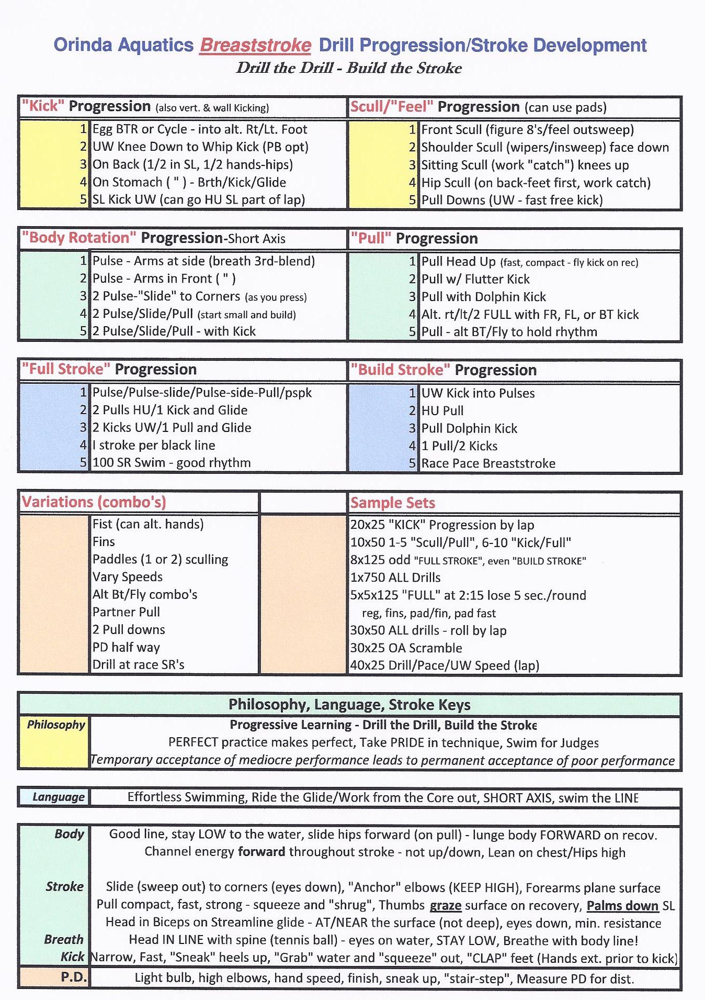 Orinda Aquatics Breaststroke Drill Progression/Stroke Development
Drill the Drill - Build the Stroke
"Kick" Progression (also vert. & wall Kicking)
1 Egg BTR or Cycle - into alt. Rt/Lt. Foot
2 UW Knee Down to Whip Kick (PB opt)
3 On Back (1/2 in SL, 1/2 hands-hips)
4 On Stomach ( " ) - Brth/Kick/Glide
5 SL Kick UW (can go HU SL part of lap)
Scull/"Feel" Progression (can use pads)
1 Front Scull (figure 8's/feel outsweep)
2 Shoulder Scull (wipers/insweep) face down
3 Sitting Scull (work "catch") knees up
4 Hip Scull (on back-feet first, work catch)
5 Pull Downs (UW - fast free kick)
"Body Rotation" Progression-Short Axis
1 Pulse - Arms at side (breath 3rd-blend)
2 Pulse - Arms in Front ( " )
3 2 Pulse-"Slide" to Corners (as you press)
4 2 Pulse/Slide/Pull (start small and build)
5 2 Pulse/Slide/Pull - with Kick
"Pull" Progression
1 Pull Head Up (fast, compact - fly kick on rec)
2 Pull w/ Flutter Kick
3 Pull with Dolphin Kick
4 Alt. rt/lt/2 FULL with FR, FL, or BT kick
5 Pull - alt BT/Fly to hold rhythm
"Full Stroke" Progression
1 Pulse/Pulse-slide/Pulse-side-Pull/pspk
2 2 Pulls HU/1 Kick and Glide
3 2 Kicks UW/1 Pull and Glide
4 I stroke per black line
5 100 SR Swim - good rhythm
"Build Stroke" Progression
1 UW Kick into Pulses
2 HU Pull
3 Pull Dolphin Kick
4 1 Pull/2 Kicks
5 Race Pace Breaststroke
Variations (combo's)
Fist (can alt. hands)
Fins
Paddles (1 or 2) sculling
Vary Speeds
Alt Bt/Fly combo's
Partner Pull
2 Pull downs
PD half way
Drill at race SR's
Sample Sets
20x25 "KICK" Progression by lap
10x50 1-5 "Scull/Pull", 6-10 "Kick/Full"
8x125 odd "FULL STROKE", even "BUILD STROKE"
1x750 ALL Drills
5x5x125 "FULL" at 2:15 lose 5 sec./round
reg, fins, pad/fin, pad fast
30x50 ALL drills - roll by lap
30x25 OA Scramble
40x25 Drill/Pace/UW Speed (lap)
Philosophy, Language, Stroke Keys
Philosophy Progressive Learning - Drill the Drill, Build the Stroke
PERFECT practice makes perfect, Take PRIDE in technique, Swim for Judges
Temporary acceptance of mediocre performance leads to permanent acceptance of poor performance
Language Effortless Swimming, Ride the Glide/Work from the Core out, SHORT AXIS, swim the LINE
Body Good line, stay LOW to the water, slide hips forward (on pull) - lunge body FORWARD on recov.
Channel energy forward throughout stroke - not up/down, Lean on chest/Hips high
Stroke Slide (sweep out) to corners (eyes down), "Anchor" elbows (KEEP HIGH), Forearms plane surface
Pull compact, fast, strong - squeeze and "shrug", Thumbs graze surface on recovery, Palms down SL
Head in Biceps on Streamline glide - AT/NEAR the surface (not deep), eyes down, min. resistance
Breath Head IN LINE with spine (tennis ball) - eyes on water, STAY LOW, Breathe with body line!
Kick Narrow, Fast, "Sneak" heels up, "Grab" water and "squeeze" out, "CLAP" feet (Hands ext. prior to kick)
P.D. Light bulb, high elbows, hand speed, finish, sneak up, "stair-step", Measure PD for dist.